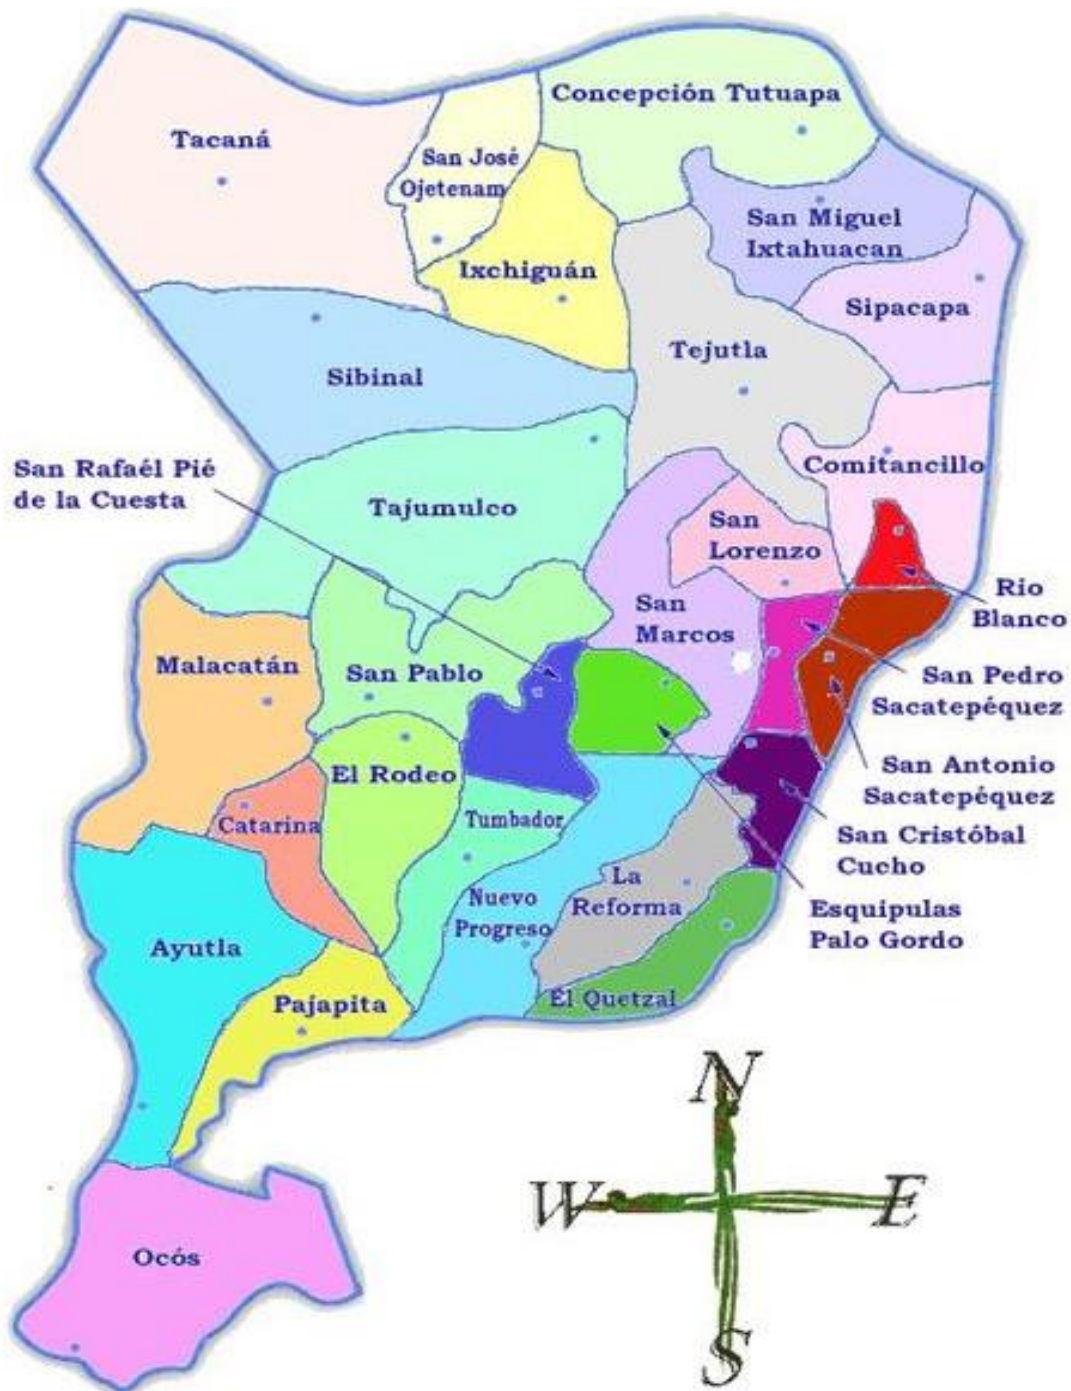 Concepción Tutuapa
Tacaná
San José
Ojetenam
San Miguel
Ixtahuacan
Ixchiguán
Sipacapa
Tejutla
Sibinal
San Rafaél Pié
de la Cuesta
Comitancillo
Tajumulco
San
Lorenzo
Rio
Blanco
San
Marcos
Malacatán
San Pablo
San Pedro
Sacatepéquez
El Rodeo
San Antonio
Sacatepéquez
Catarina
Tumbador
San Cristóbal
Cucho
La
Reforma
Nuevo
Progreso
Esquipulas
Palo Gordo
Ayutla
Pajapita
El Quetzal
N
W
E
S
Ocós